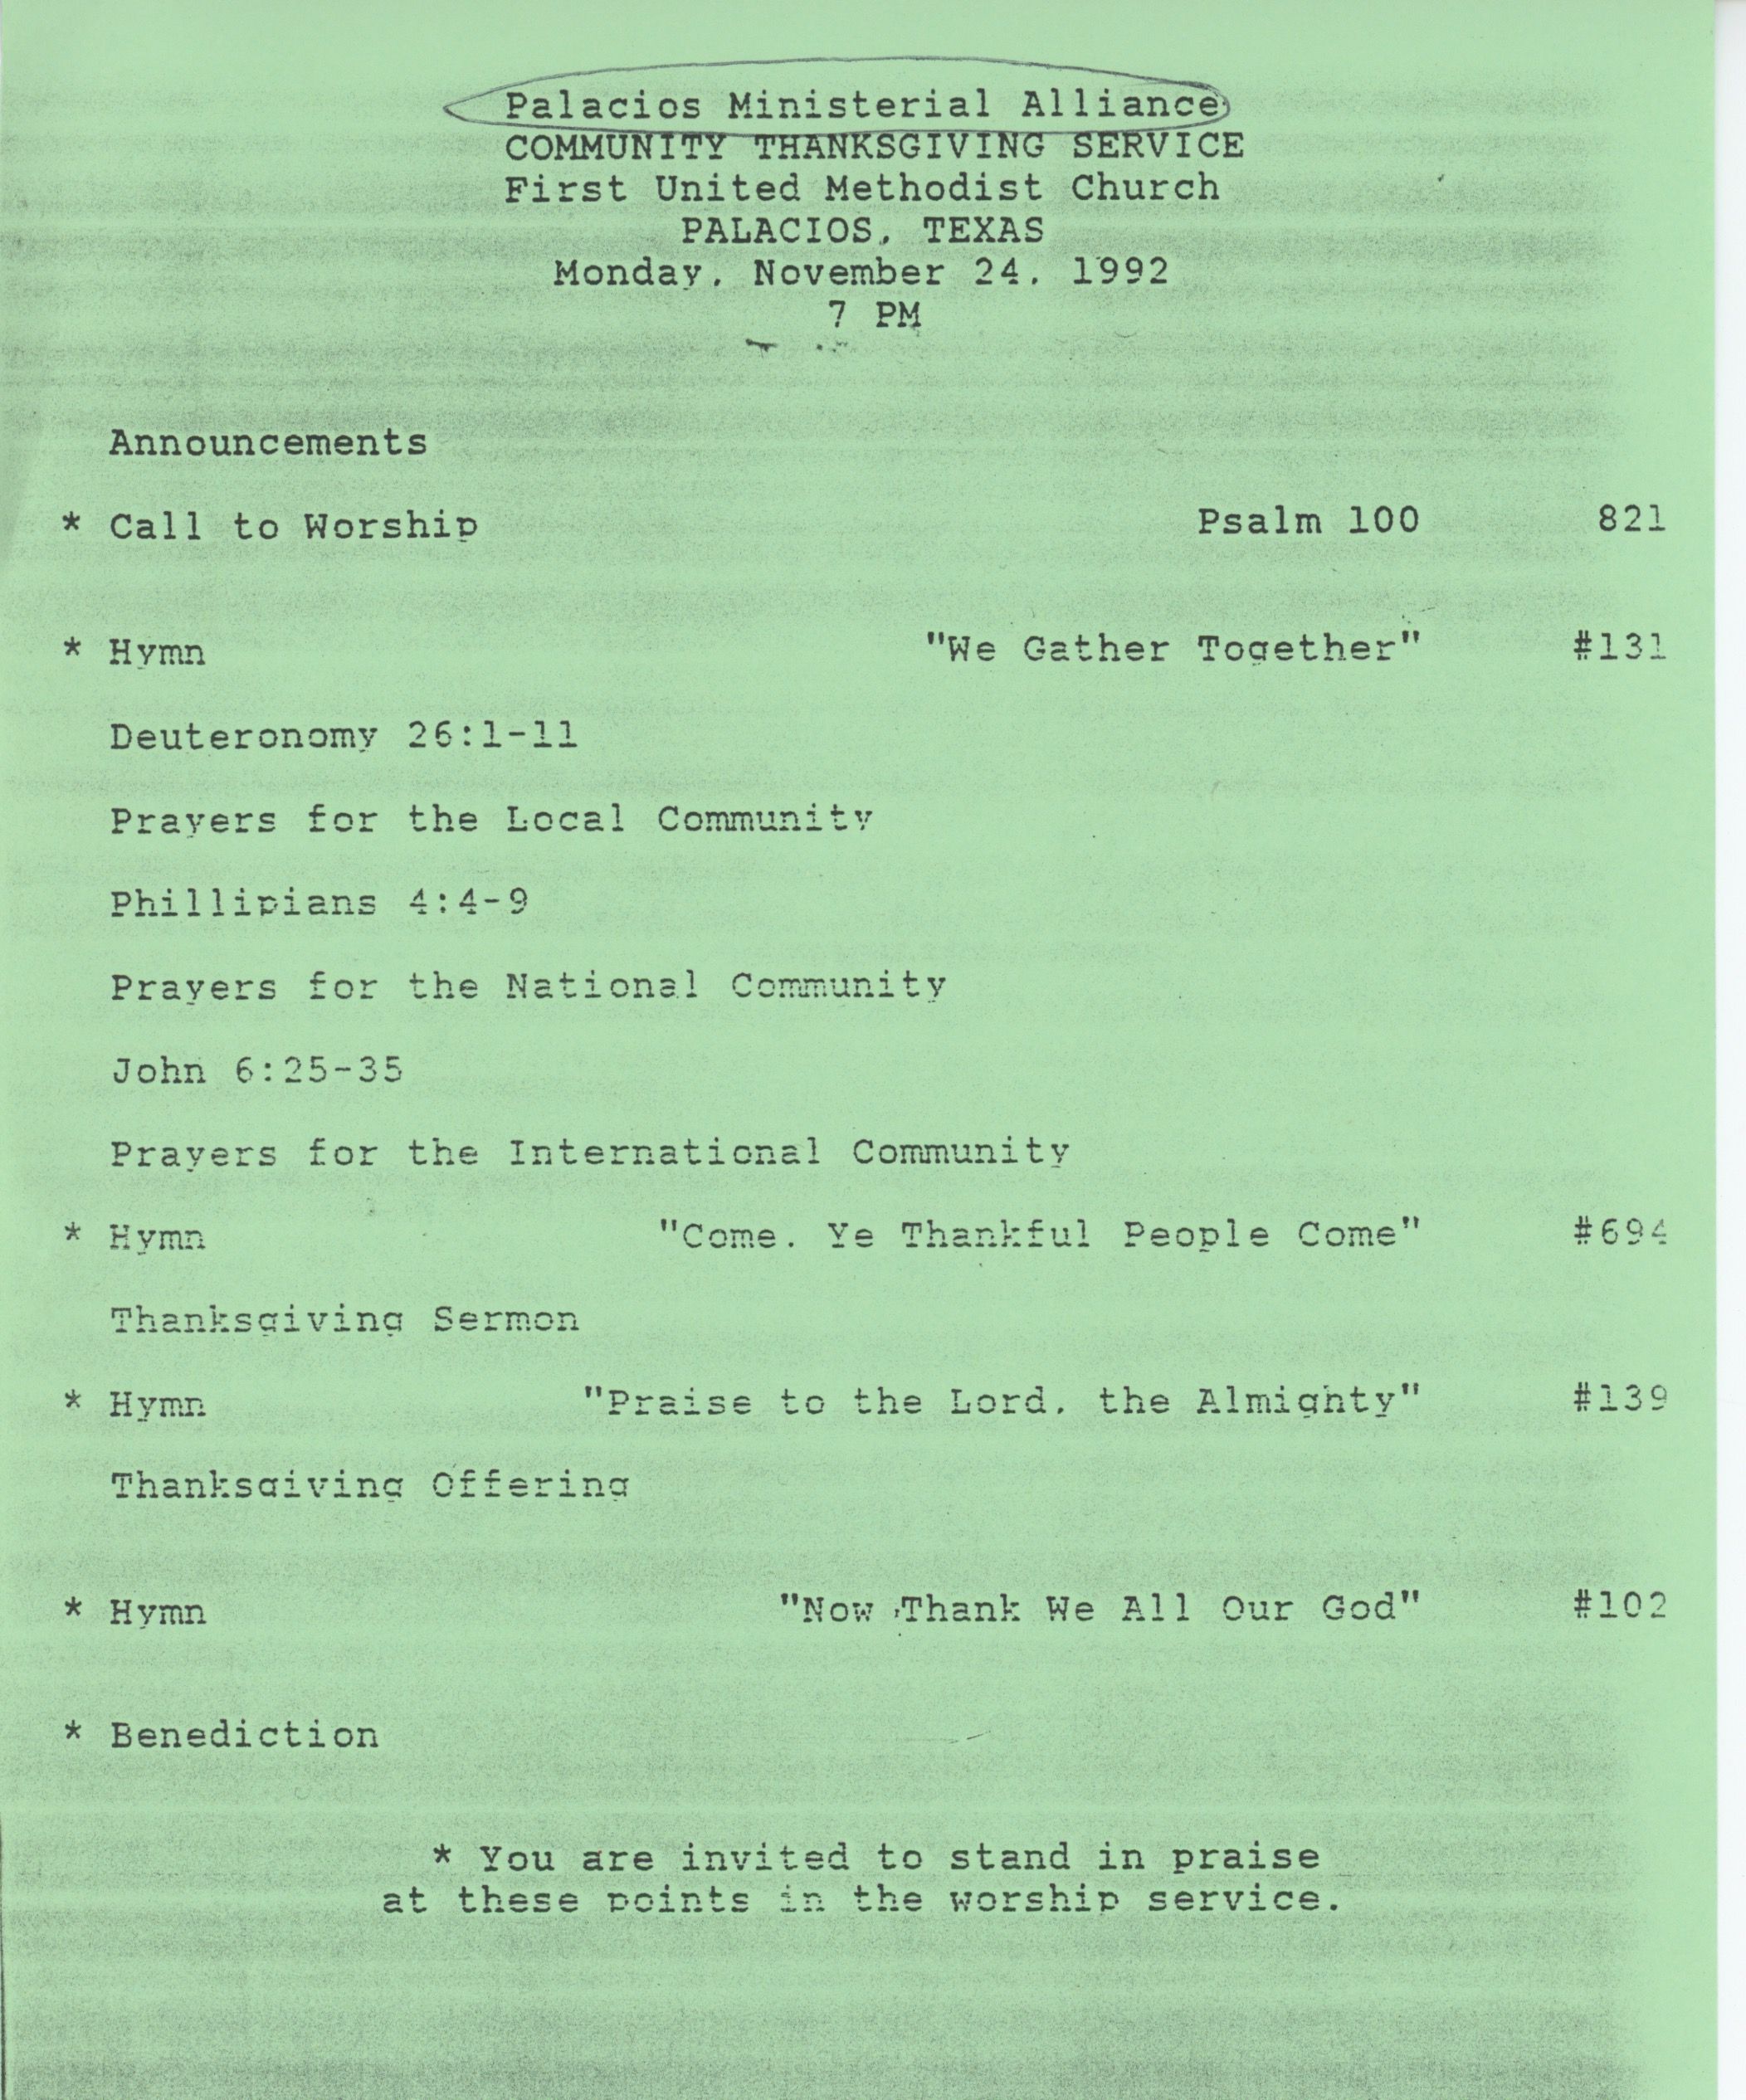 Palacios Ministerial Alliance
COMMUNITY THANKSGIVING SERVICE
First United Methodist Church
PALACIOS, TEXAS
Monday, November 24, 1992
7 PM
Announcements
* Call to Worship Psalm 100 821
* Hymn "We Gather Together" #131
Deuteronomy 26:1-11
Prayers for the Local Community
Phillipians 4:4-9
Prayers for the National Community
John 6:25-35
Prayers for the International Community
* Hymn "Come, Ye Thankful People Come" #694
Thanksgiving Sermon
* Hymn "Praise to the Lord, the Almighty" #139
Thanksgiving Offering
* Hymn "Now Thank We All Our God" #102
* Benediction
* You are invited to stand in praise
at these points in the worship service.